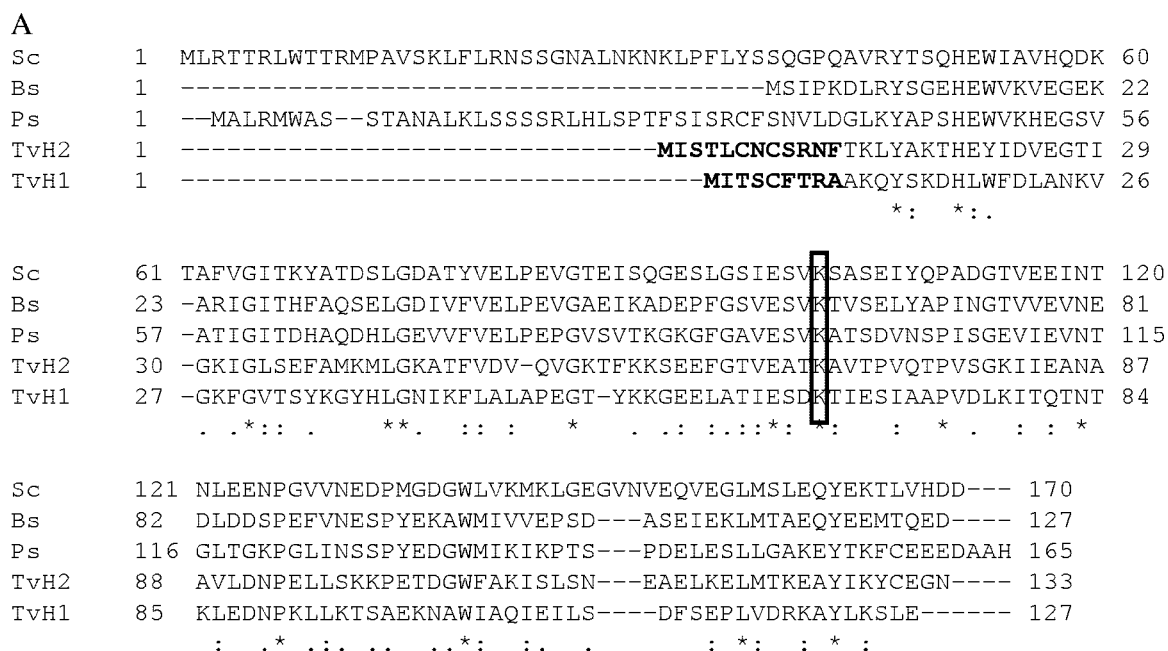 A
Sc 1 MLRTTRLWTTRMPAVSKLFLRNSSGNALNKNKLPFLYSSQGPQAVRYTSQHEWIAVHQDK 60
Bs 1 --------------------------------------MSIPKDLRYSGEHEWVKVEGEK 22
Ps 1 --MALRMWAS--STANALKLSSSSRLHLSPTFSISRCFSNVLDGLKYAPSHEWVKHEGSV 56
TvH2 1 -------------------------------MISTLCNCSRNFTKLYAKTHEYIDVEGTI 29
TvH1 1 ----------------------------------MITSCFTRAAKQYSKDHLWFDLANKV 26
*: *:.
Sc 61 TAFVGITKYATDSLGDATYVELPEVGTEISQGESLGSIESVKSASEIYQPADGTVEEINT 120
Bs 23 -ARIGITHFAQSELGDIVFVELPEVGAEIKADEPFGSVESVKTVSELYAPINGTVVEVNE 81
Ps 57 -ATIGITDHAQDHLGEVVFVELPEPGVSVTKGKGFGAVESVKATSDVNSPISGEVIEVNT 115
TvH2 30 -GKIGLSEFAMKMLGKATFVDV-QVGKTFKKSEEFGTVEATKAVTPVQTPVSGKIIEANA 87
TvH1 27 -GKFGVTSYKGYHLGNIKFLALAPEGT-YKKGEELATIESDKTIESIAAPVDLKITQTNT 84
. .*:: . **. :: : * . .::*: *: : * . : : *
Sc 121 NLEENPGVVNEDPMGDGWLVKMKLGEGVNVEQVEGLMSLEQYEKTLVHDD--- 170
Bs 82 DLDDSPEFVNESPYEKAWMIVVEPSD---ASEIEKLMTAEQYEEMTQED---- 127
Ps 116 GLTGKPGLINSSPYEDGWMIKIKPTS---PDELESLLGAKEYTKFCEEEDAAH 165
TvH2 88 AVLDNPELLSKKPETDGWFAKISLSN---EAELKELMTKEAYIKYCEGN---- 133
TvH1 85 KLEDNPKLLKTSAEKNAWIAQIEILS---DFSEPLVDRKAYLKSLE------ 127
: .* .:. .. ..*: :. . : *: * :